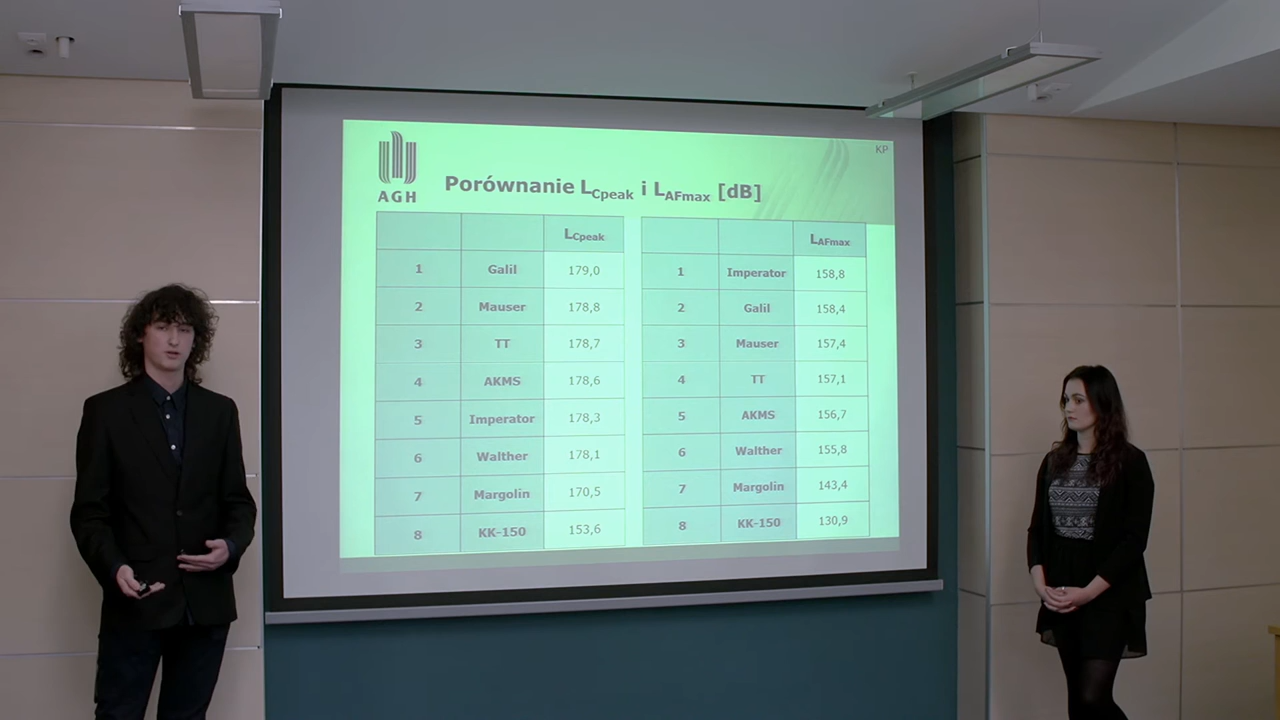 KP
AGH
Porównanie LCpeak i LAFmax [dB]
LCpeak
1 Galil 179,0
2 Mauser 178,8
3 TT 178,7
4 AKMS 178,6
5 Imperator 178,3
6 Walther 178,1
7 Margolin 170,5
8 KK-150 153,6
LAFmax
1 Imperator 158,8
2 Galil 158,4
3 Mauser 157,4
4 TT 157,1
5 AKMS 156,7
6 Walther 155,8
7 Margolin 143,4
8 KK-150 130,9